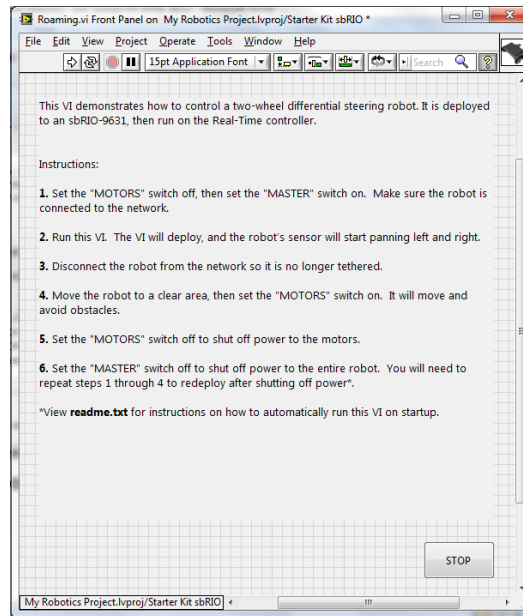 Roaming.vi Front Panel on My Robotics Project.lvproj/Starter Kit sbRIO *
File Edit View Project Operate Tools Window Help
15pt Application Font Search
This VI demonstrates how to control a two-wheel differential steering robot. It is deployed
to an sbRIO-9631, then run on the Real-Time controller.
Instructions:
1. Set the "MOTORS" switch off, then set the "MASTER" switch on. Make sure the robot is
connected to the network.
2. Run this VI. The VI will deploy, and the robot's sensor will start panning left and right.
3. Disconnect the robot from the network so it is no longer tethered.
4. Move the robot to a clear area, then set the "MOTORS" switch on. It will move and
avoid obstacles.
5. Set the "MOTORS" switch off to shut off power to the motors.
6. Set the "MASTER" switch off to shut off power to the entire robot. You will need to
repeat steps 1 through 4 to redeploy after shutting off power*.
*View readme.txt for instructions on how to automatically run this VI on startup.
STOP
My Robotics Project.lvproj/Starter Kit sbRIO